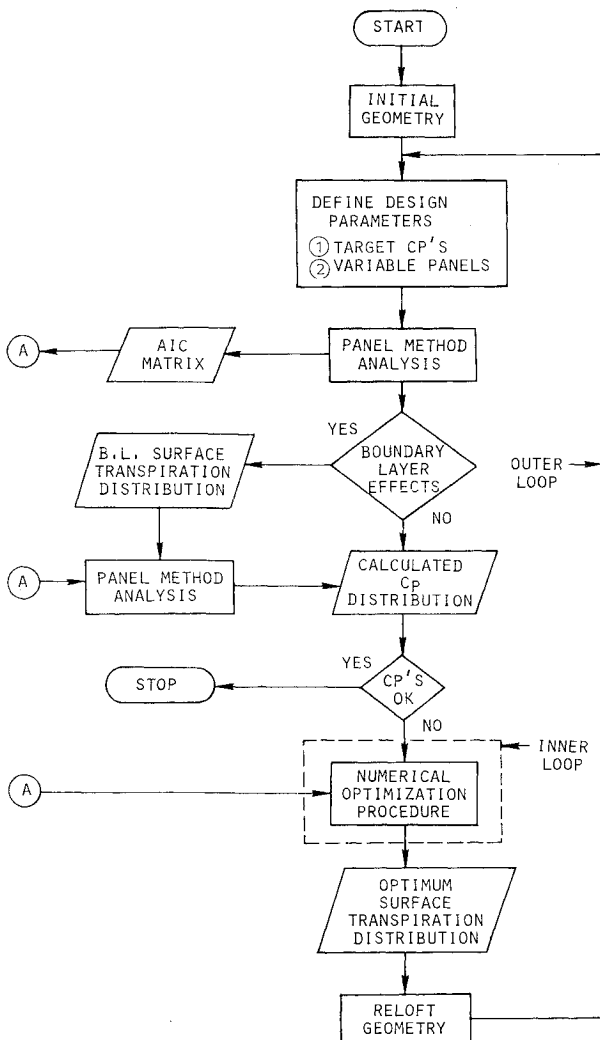 START
INITIAL
GEOMETRY
DEFINE DESIGN
PARAMETERS
① TARGET CP'S
② VARIABLE PANELS
A
AIC
MATRIX
PANEL METHOD
ANALYSIS
YES
B.L. SURFACE
TRANSPIRATION
DISTRIBUTION
BOUNDARY
LAYER
EFFECTS
OUTER
LOOP
NO
A
PANEL METHOD
ANALYSIS
CALCULATED
CP
DISTRIBUTION
YES
STOP
CP'S
OK
NO
INNER
LOOP
A
NUMERICAL
OPTIMIZATION
PROCEDURE
OPTIMUM
SURFACE
TRANSPIRATION
DISTRIBUTION
RELOFT
GEOMETRY